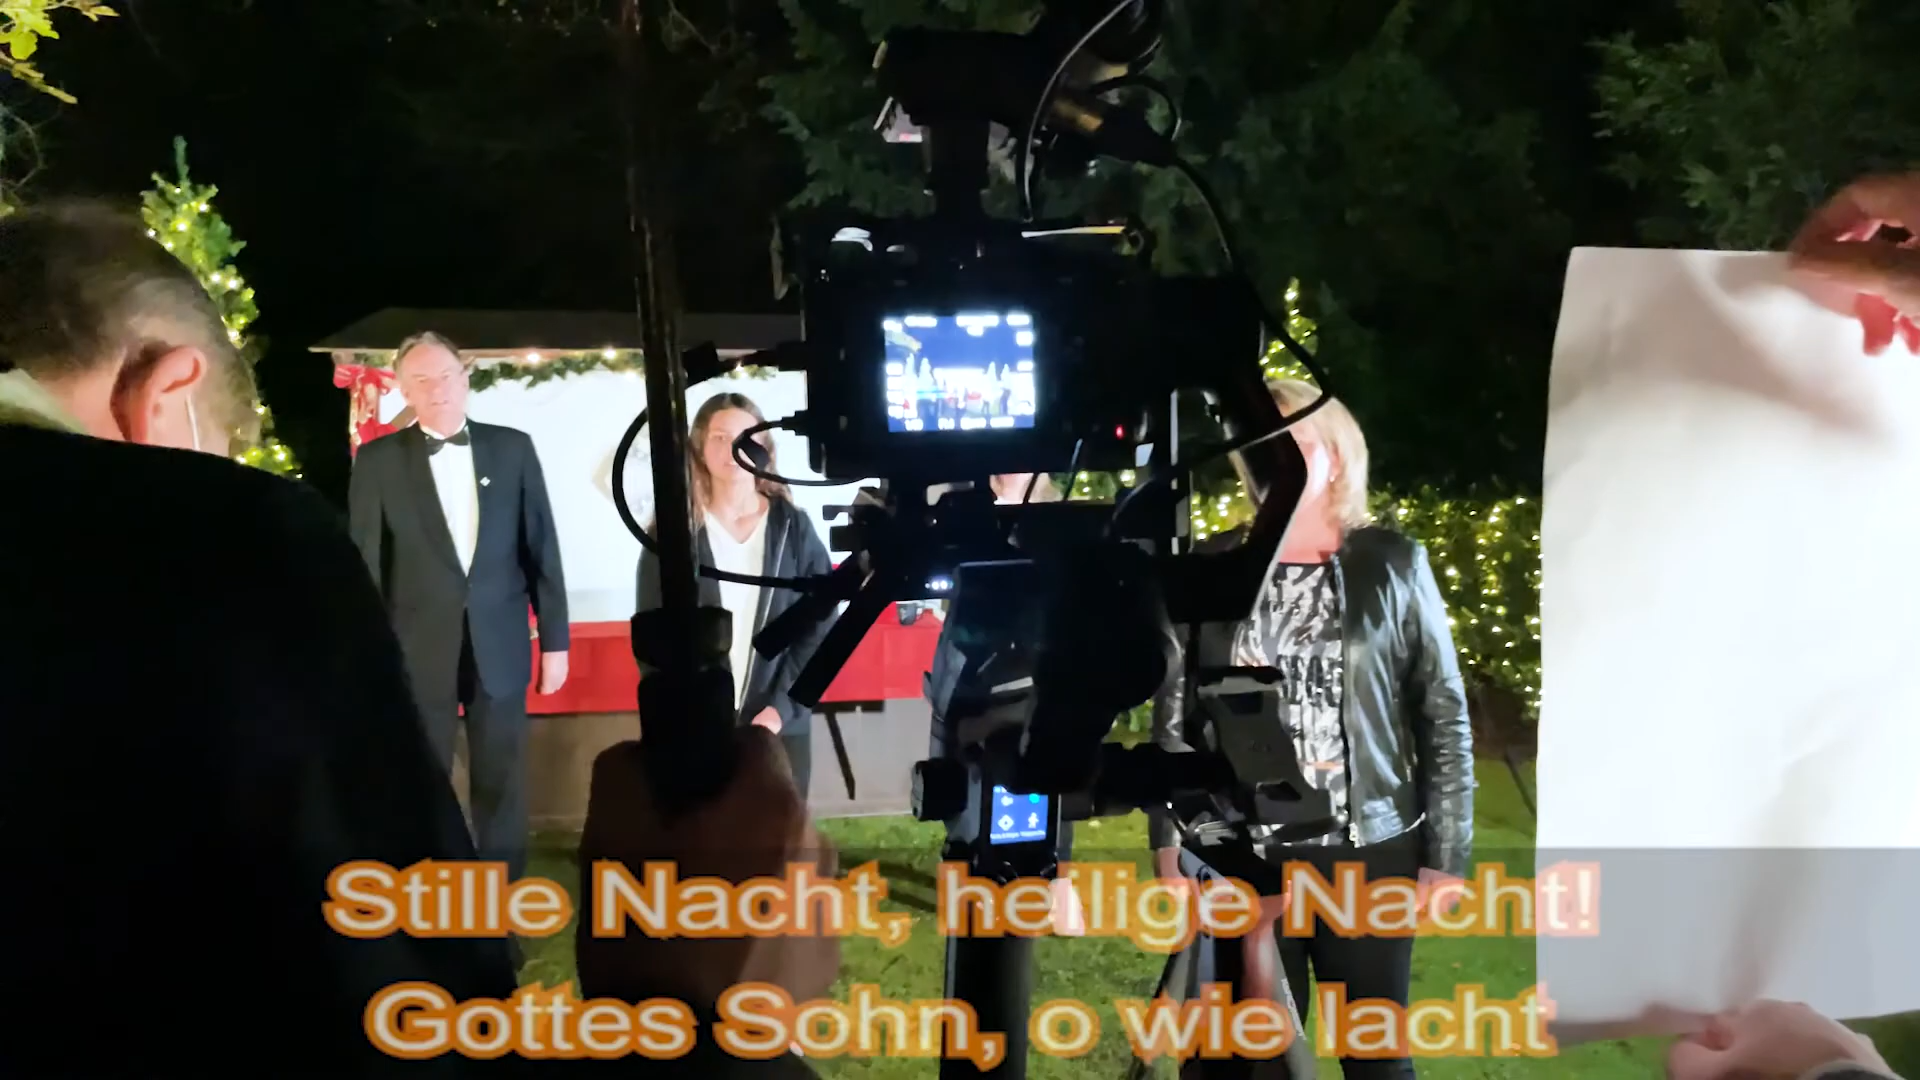 Stille Nacht, heilige Nacht!
Gottes Sohn, o wie lacht